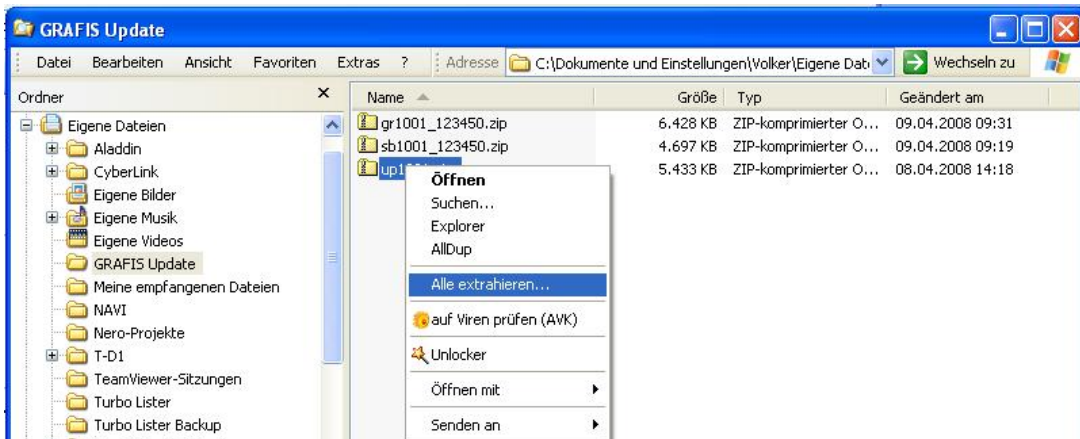 GRAFIS Update
Datei Bearbeiten Ansicht Favoriten Extras ? Adresse C:\Dokumente und Einstellungen\Volker\Eigene Date Wechseln zu
Ordner
Name Größe Typ Geändert am
Eigene Dateien
Aladdin
CyberLink
Eigene Bilder
Eigene Musik
Eigene Videos
GRAFIS Update
Meine empfangenen Dateien
NAVI
Nero-Projekte
T-D1
TeamViewer-Sitzungen
Turbo Lister
Turbo Lister Backup
gr1001_123450.zip 6.428 KB ZIP-komprimierter O... 09.04.2008 09:31
sb1001_123450.zip 4.697 KB ZIP-komprimierter O... 09.04.2008 09:19
5.433 KB ZIP-komprimierter O... 08.04.2008 14:18
Öffnen
Suchen...
Explorer
AllDup
Alle extrahieren...
auf Viren prüfen (AVK)
Unlocker
Öffnen mit
Senden an